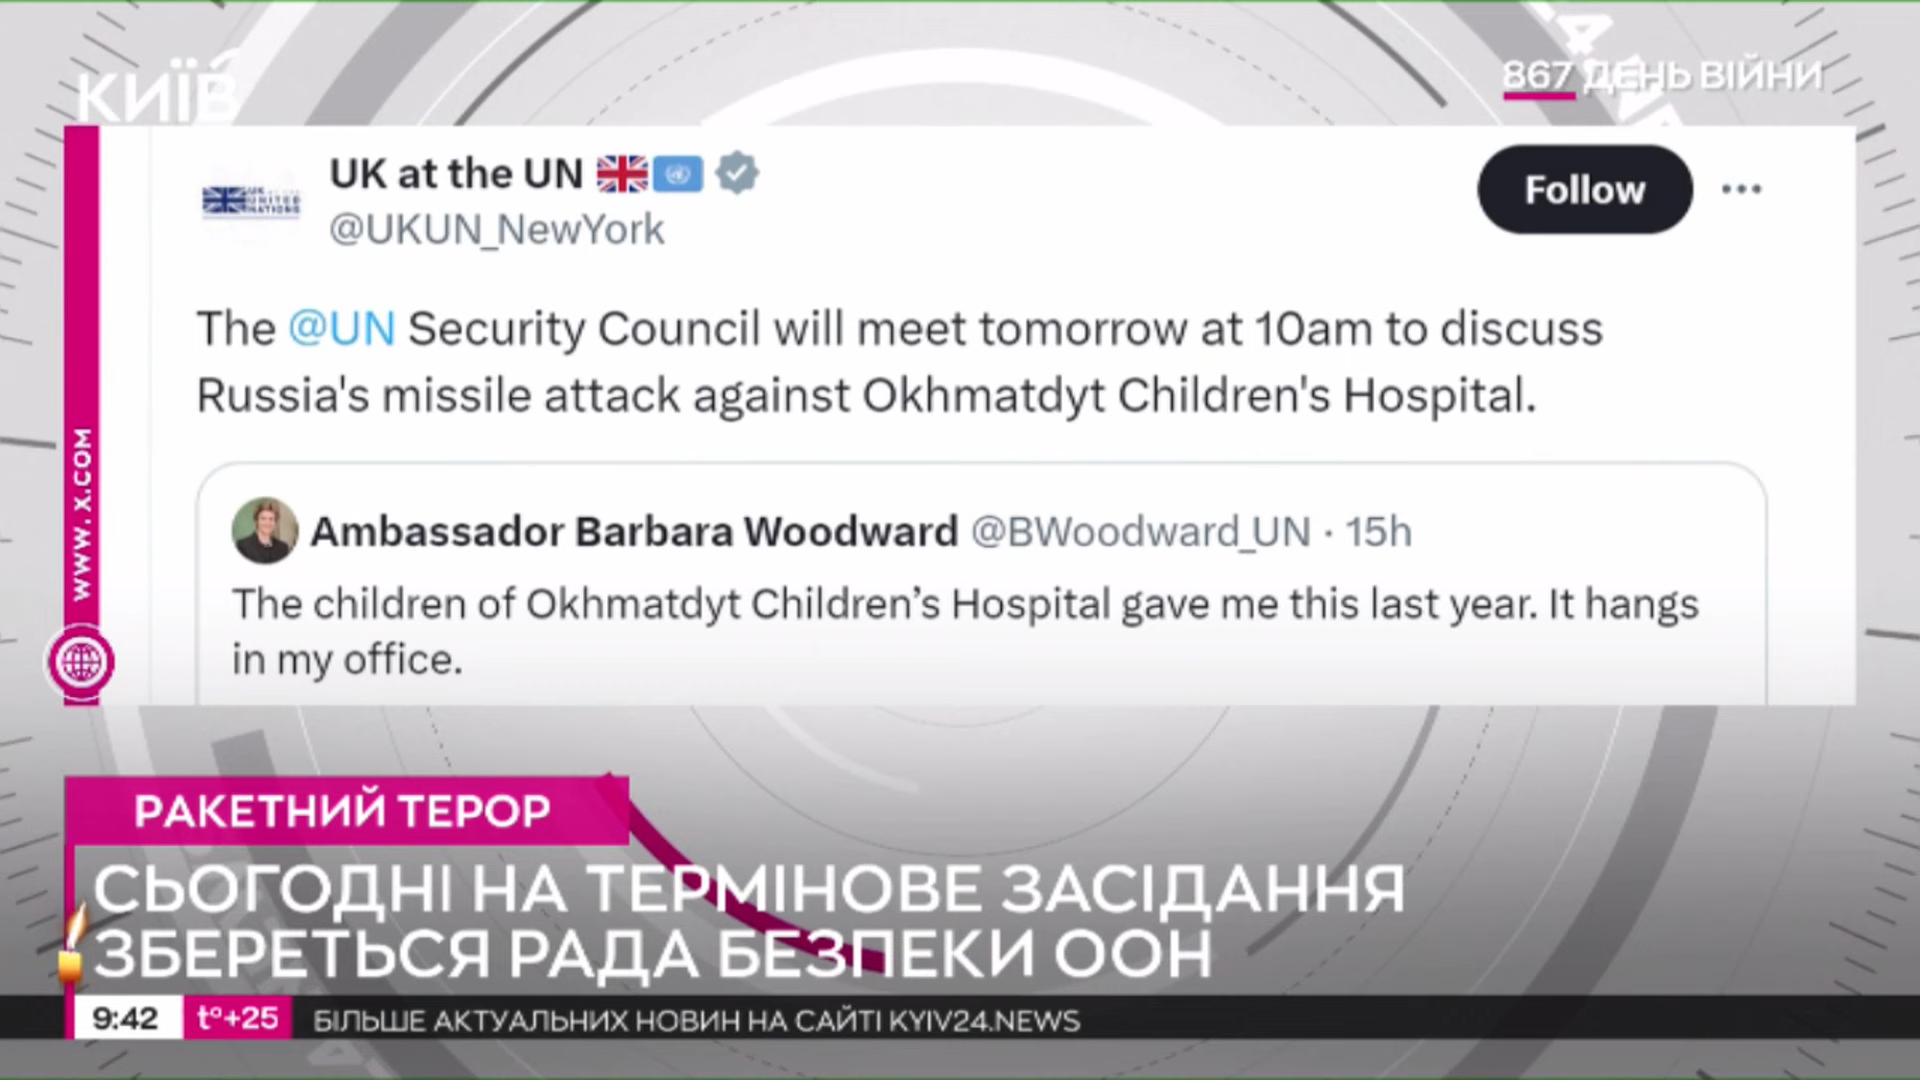 КИЇВ
867 ДЕНЬ ВІЙНИ
UK at the UN
@UKUN_NewYork
Follow
The @UN Security Council will meet tomorrow at 10am to discuss
Russia's missile attack against Okhmatdyt Children's Hospital.
Ambassador Barbara Woodward @BWoodward_UN · 15h
The children of Okhmatdyt Children’s Hospital gave me this last year. It hangs
in my office.
WWW.X.COM
РАКЕТНИЙ ТЕРОР
СЬОГОДНІ НА ТЕРМІНОВЕ ЗАСІДАННЯ
ЗБЕРЕТЬСЯ РАДА БЕЗПЕКИ ООН
9:42 t°+25 БІЛЬШЕ АКТУАЛЬНИХ НОВИН НА САЙТІ KYIV24.NEWS